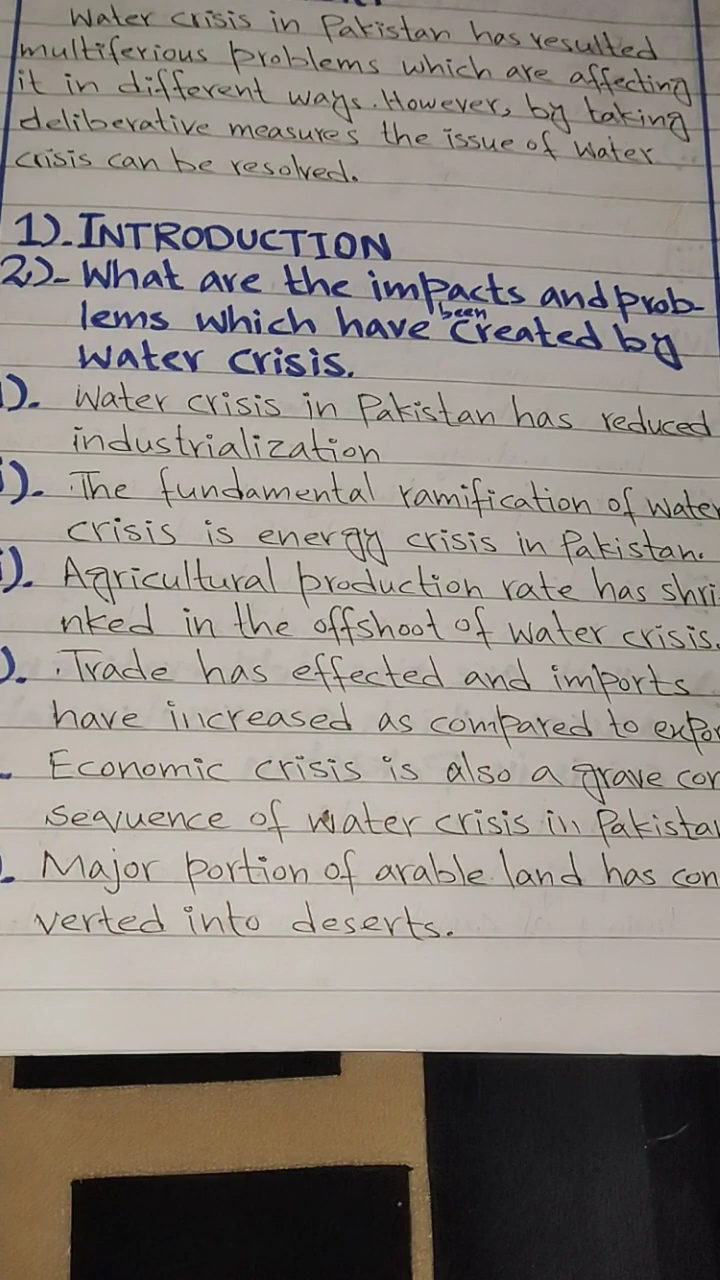 Water crisis in Pakistan has resulted
multiferious problems which are affecting
it in different ways. However, by taking
deliberative measures the issue of water
crisis can be resolved.
1). INTRODUCTION
2)- What are the impacts and prob-
lems which have been created by
water crisis.
). Water crisis in Pakistan has reduced
industrialization
). The fundamental ramification of water
crisis is energy crisis in Pakistan.
). Agricultural production rate has shri
nked in the offshoot of water crisis.
). Trade has effected and imports
have increased as compared to expor
Economic crisis is also a grave con
sequence of water crisis in Pakistan
Major portion of arable land has con
verted into deserts.